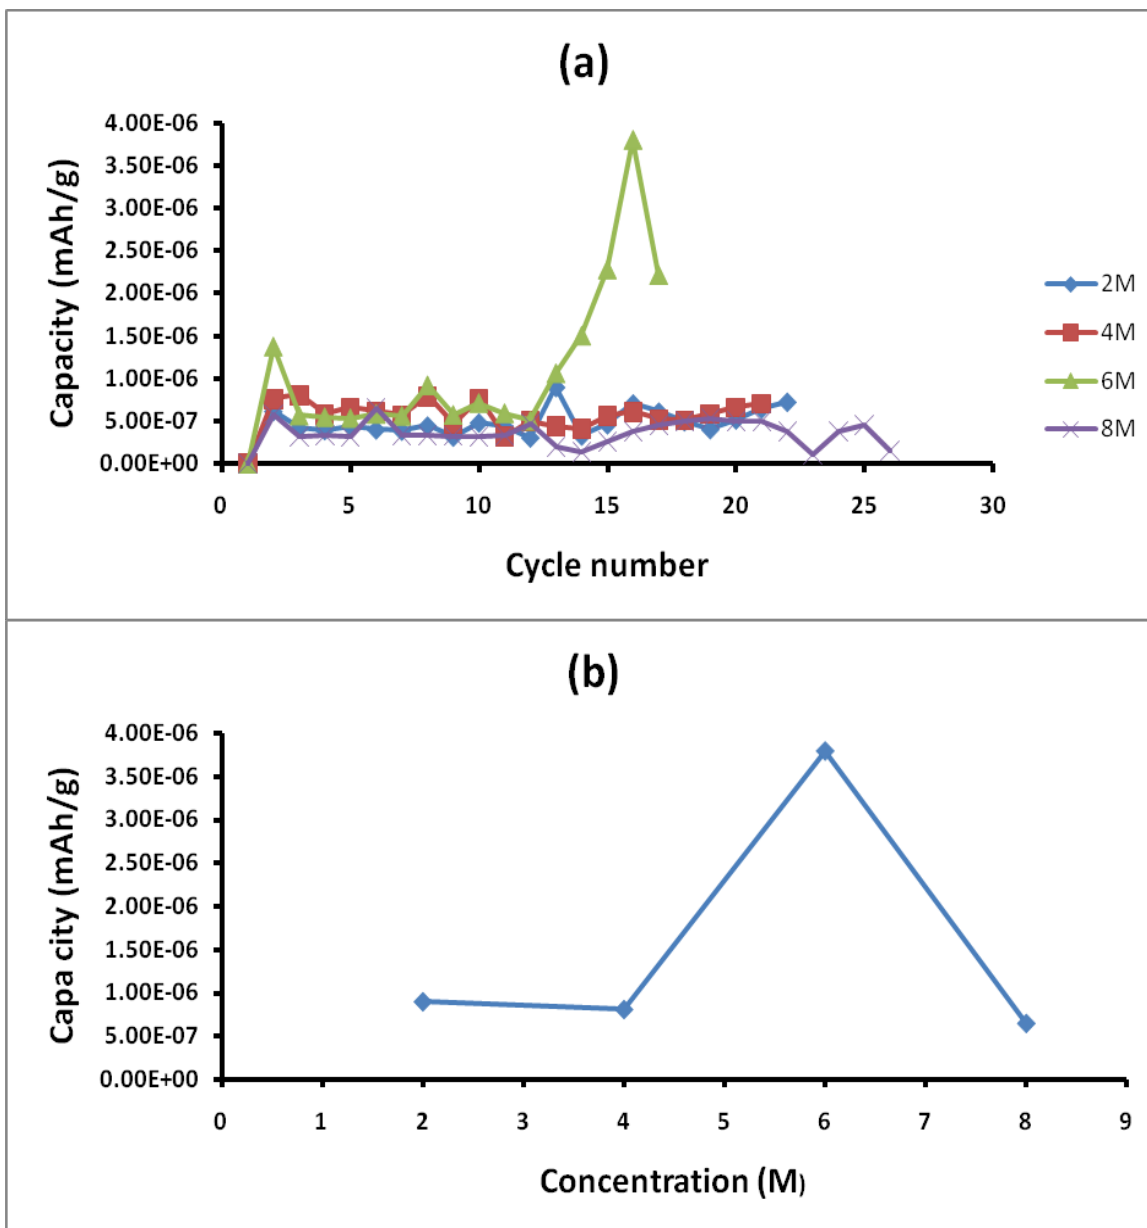 (a)
Capacity (mAh/g)
4.00E-06
3.50E-06
3.00E-06
2.50E-06
2.00E-06
1.50E-06
1.00E-06
5.00E-07
0.00E+00
0 5 10 15 20 25 30
Cycle number
2M
4M
6M
8M
(b)
Capa city (mAh/g)
4.00E-06
3.50E-06
3.00E-06
2.50E-06
2.00E-06
1.50E-06
1.00E-06
5.00E-07
0.00E+00
0 1 2 3 4 5 6 7 8 9
Concentration (M)